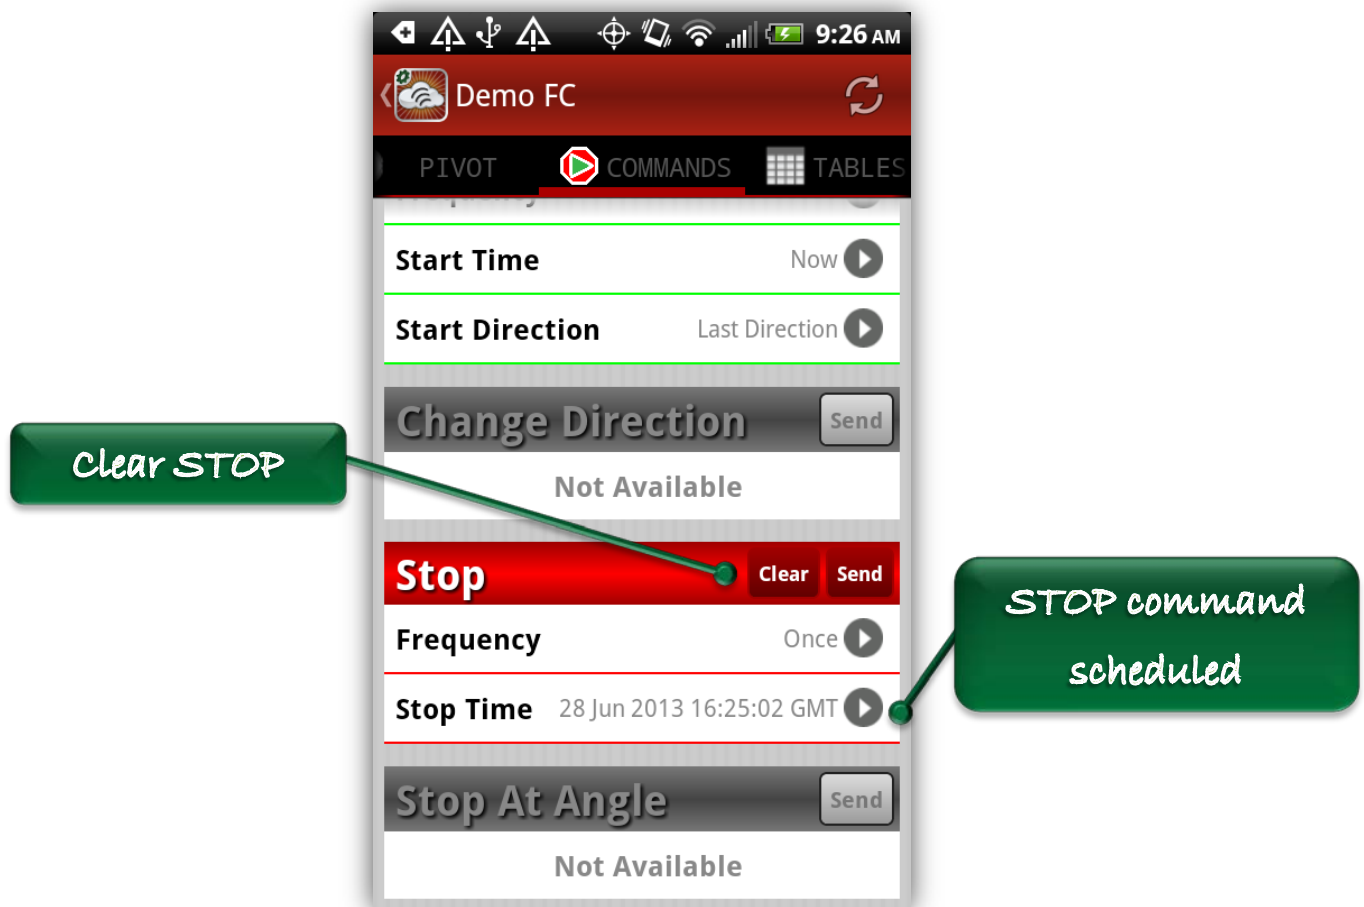 9:26 AM
Demo FC
PIVOT COMMANDS TABLES
Frequency
Start Time Now
Start Direction Last Direction
Change Direction Send
Clear STOP
Not Available
Stop Clear Send
STOP command
scheduled
Frequency Once
Stop Time 28 Jun 2013 16:25:02 GMT
Stop At Angle Send
Not Available